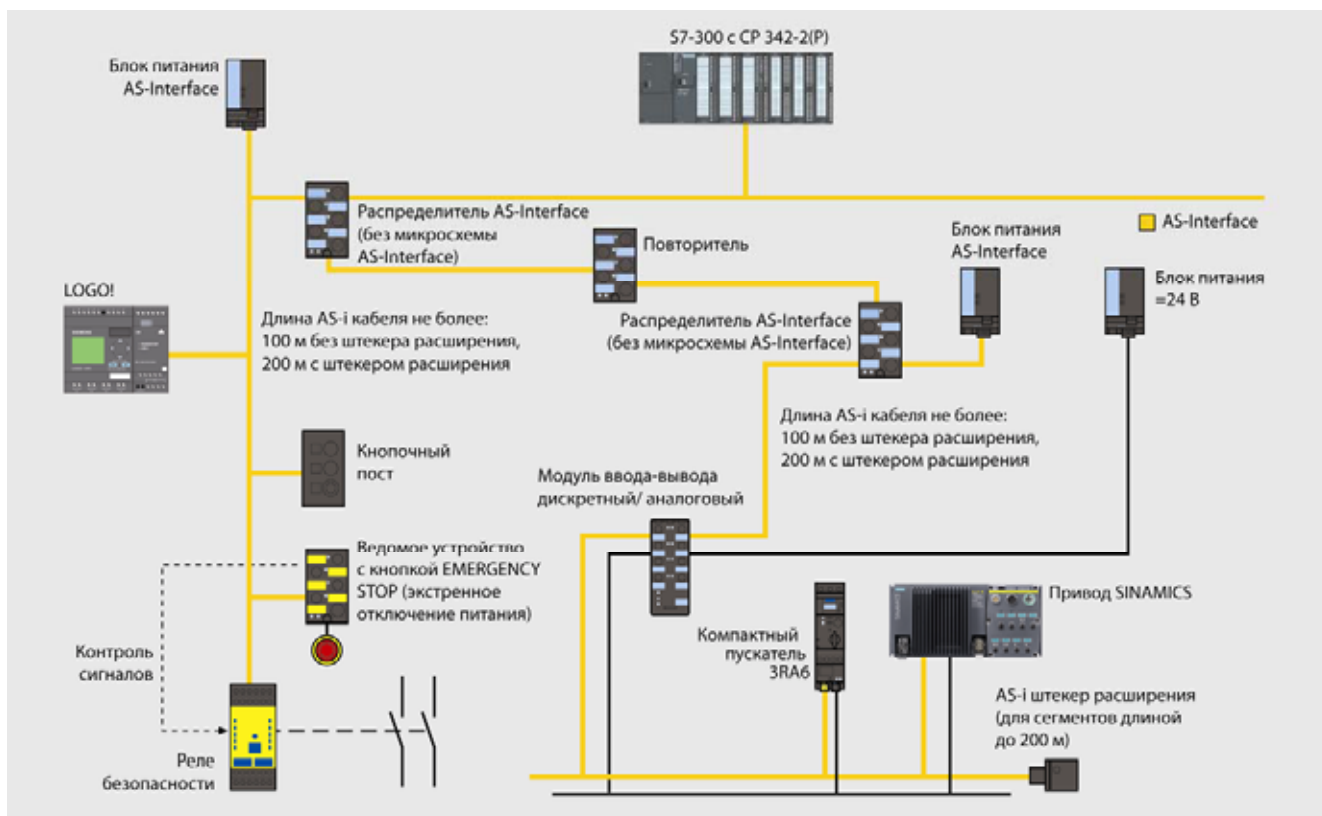 S7-300 с CP 342-2(P)
Блок питания
AS-Interface
Распределитель AS-Interface
(без микросхемы
AS-Interface)
Повторитель
Блок питания
AS-Interface
AS-Interface
Блок питания
=24 В
LOGO!
Длина AS-i кабеля не более:
100 м без штекера расширения,
200 м с штекером расширения
Распределитель AS-Interface
(без микросхемы AS-Interface)
Длина AS-i кабеля не более:
100 м без штекера расширения,
200 м с штекером расширения
Кнопочный
пост
Модуль ввода-вывода
дискретный/ аналоговый
Ведомое устройство
с кнопкой EMERGENCY
STOP (экстренное
отключение питания)
Компактный
пускатель
3RA6
Привод SINAMICS
Контроль
сигналов
AS-i штекер расширения
(для сегментов длиной
до 200 м)
Реле
безопасности